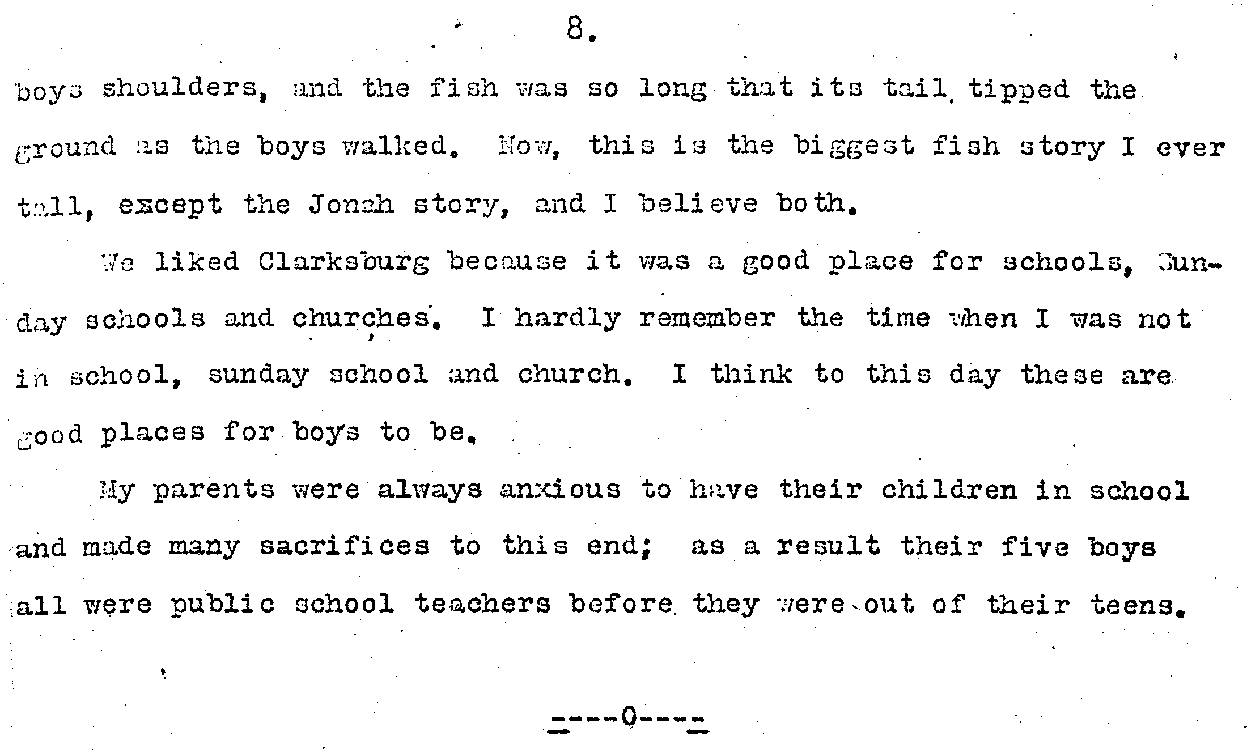 8.
boys shoulders, and the fish was so long that its tail tipped the
ground as the boys walked. Now, this is the biggest fish story I ever
tell, except the Jonah story, and I believe both.
We liked Clarksburg because it was a good place for schools, Sun-
day schools and churches. I hardly remember the time when I was not
in school, sunday school and church. I think to this day these are
good places for boys to be.
My parents were always anxious to have their children in school
and made many sacrifices to this end; as a result their five boys
all were public school teachers before they were out of their teens.
----0----